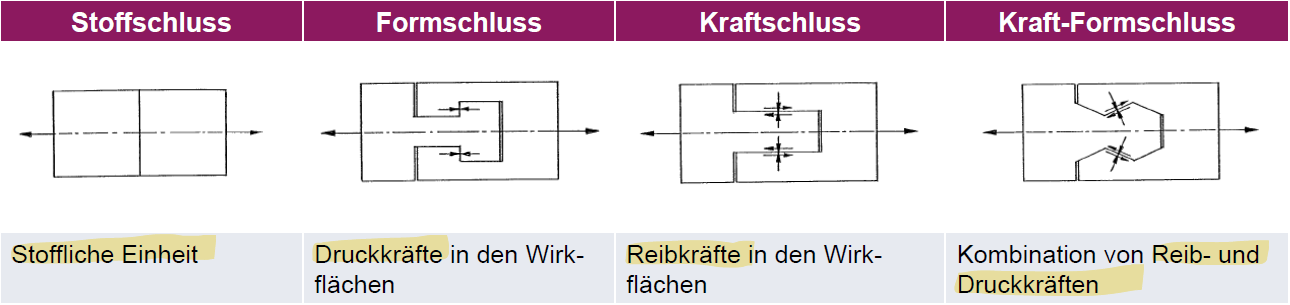 Stoffschluss
Formschluss
Kraftschluss
Kraft-Formschluss
Stoffliche Einheit
Druckkräfte in den Wirk-
flächen
Reibkräfte in den Wirk-
flächen
Kombination von Reib- und
Druckkräften